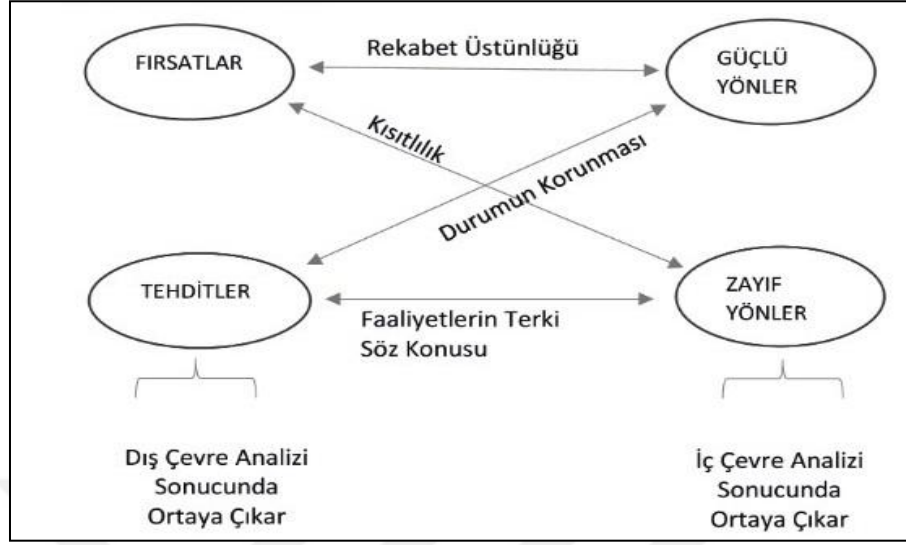 FIRSATLAR
Rekabet Üstünlüğü
GÜÇLÜ
YÖNLER
Kısıtlılık
Durumun Korunması
TEHDİTLER
ZAYIF
YÖNLER
Faaliyetlerin Terki
Söz Konusu
Dış Çevre Analizi
Sonucunda
Ortaya Çıkar
İç Çevre Analizi
Sonucunda
Ortaya Çıkar